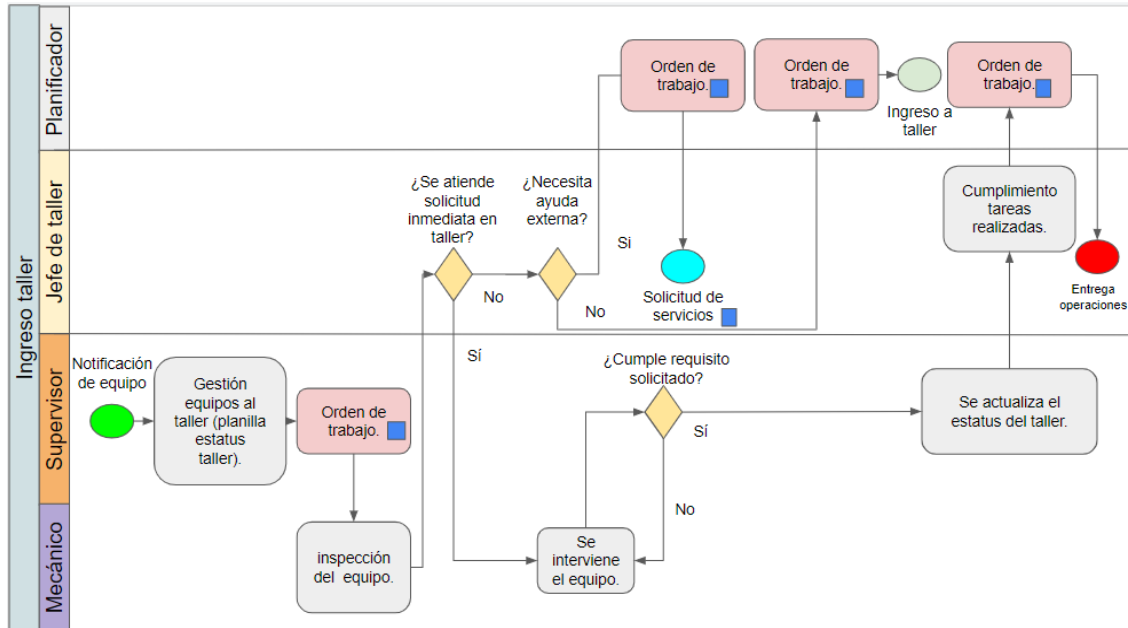 Ingreso taller
Planificador
Orden de
trabajo.
Orden de
trabajo.
Ingreso a
taller
Orden de
trabajo.
Jefe de taller
¿Se atiende
solicitud
inmediata en
taller?
No
¿Necesita
ayuda
externa?
Si
No
Solicitud de
servicios
Cumplimiento
tareas
realizadas.
Entrega
operaciones
Supervisor
Notificación
de equipo
Gestión
equipos al
taller (planilla
estatus
taller).
Orden de
trabajo.
Sí
¿Cumple requisito
solicitado?
Sí
No
Se actualiza el
estatus del taller.
Mecánico
inspección
del equipo.
Se
interviene
el equipo.